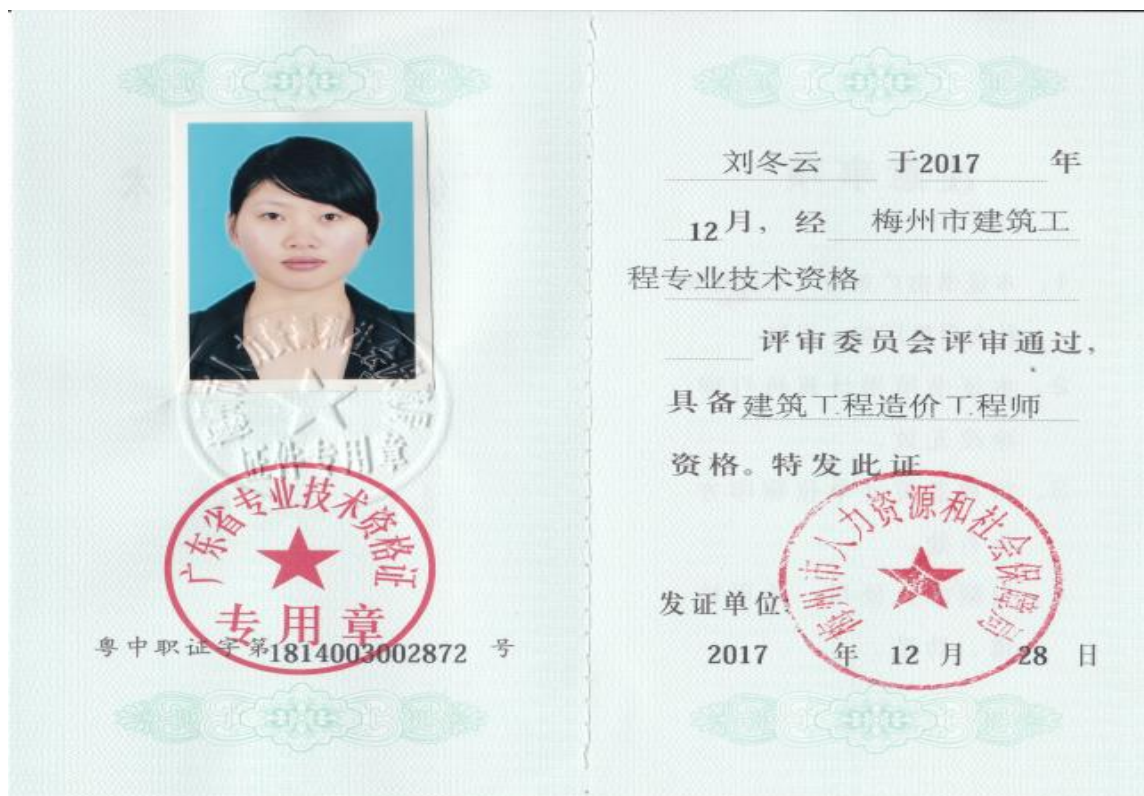 证件专用章
广东省专业技术资格证
专用章
粤中职证字第1814003002872 号
刘冬云 于2017 年
12月，经 梅州市建筑工
程专业技术资格
评审委员会评审通过，
具备建筑工程造价工程师
资格。特发此证
梅州市人力资源和社会保障局
发证单位：
2017 年 12 月 28 日